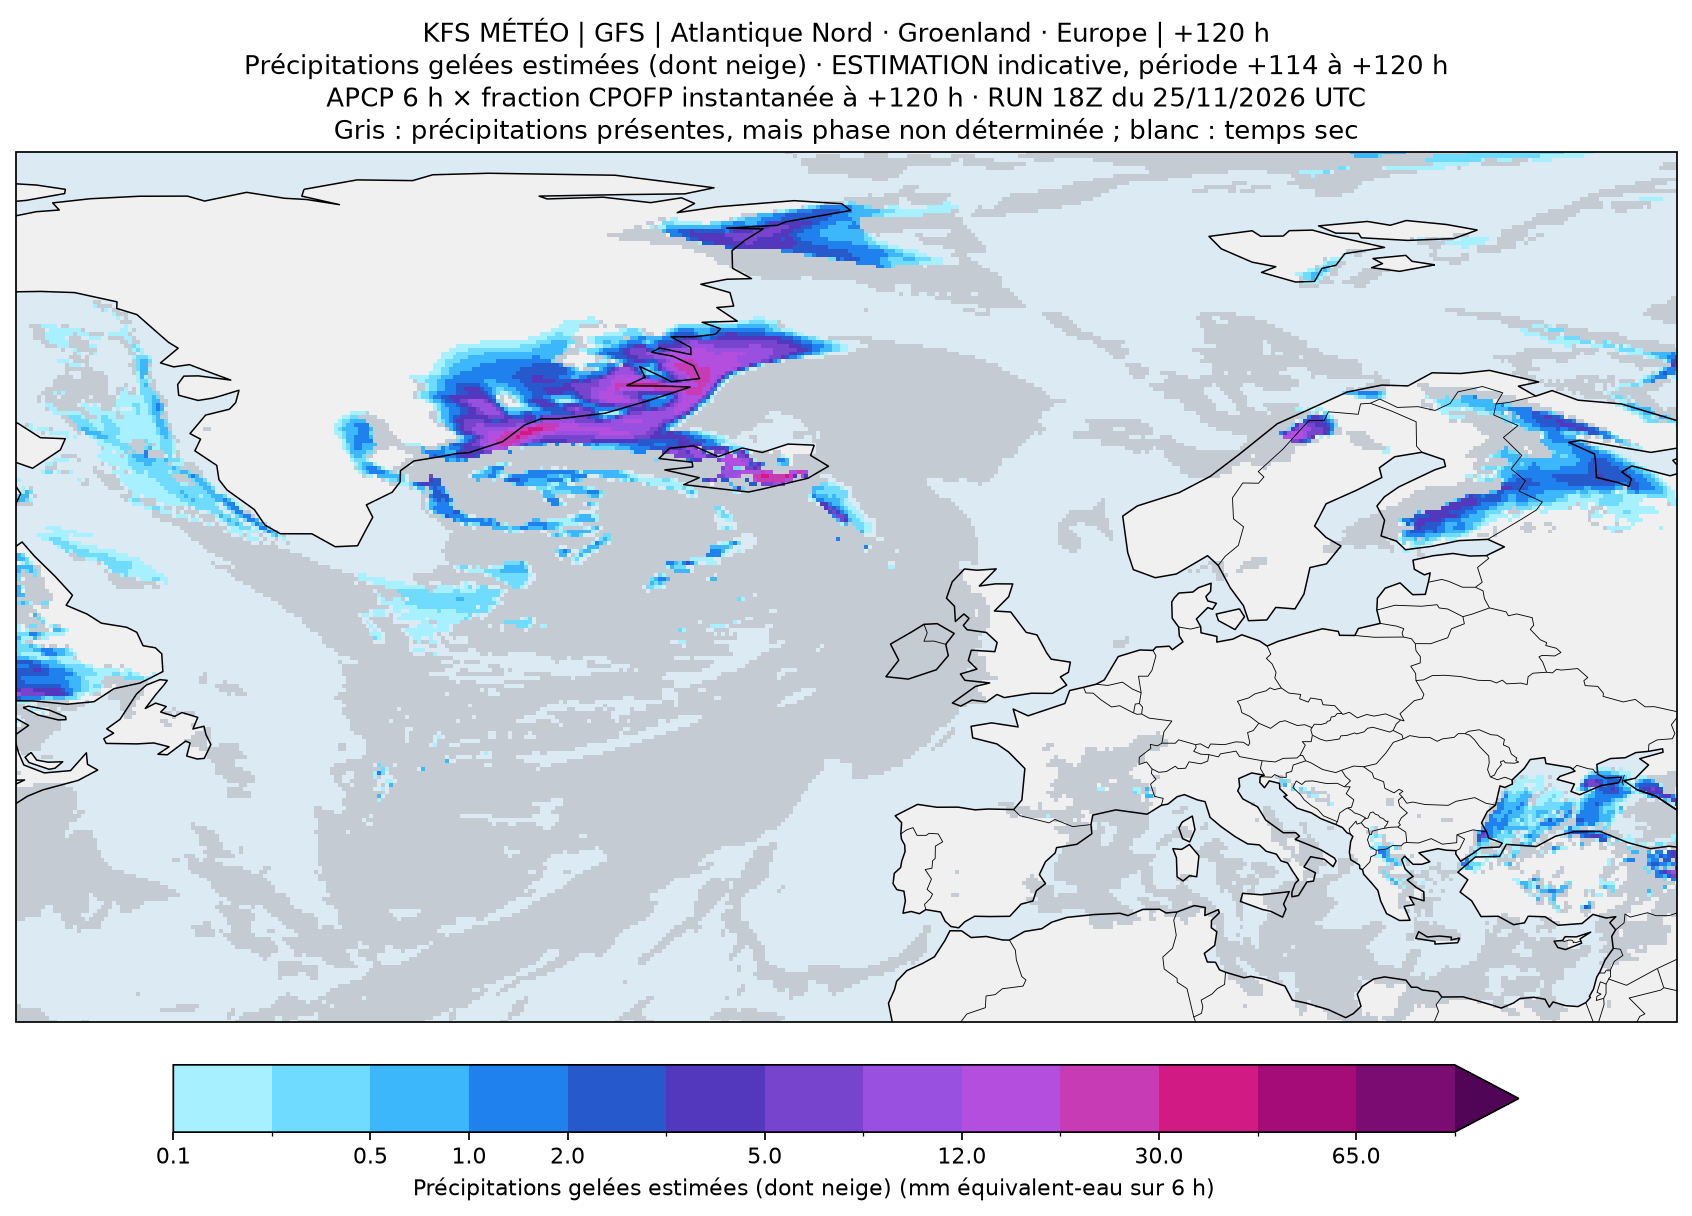 KFS MÉTÉO | GFS | Atlantique Nord · Groenland · Europe | +120 h
Précipitations gelées estimées (dont neige) · ESTIMATION indicative, période +114 à +120 h
APCP 6 h × fraction CPOFP instantanée à +120 h · RUN 18Z du 25/11/2026 UTC
Gris : précipitations présentes, mais phase non déterminée ; blanc : temps sec
0.1 0.5 1.0 2.0 5.0 12.0 30.0 65.0
Précipitations gelées estimées (dont neige) (mm équivalent-eau sur 6 h)